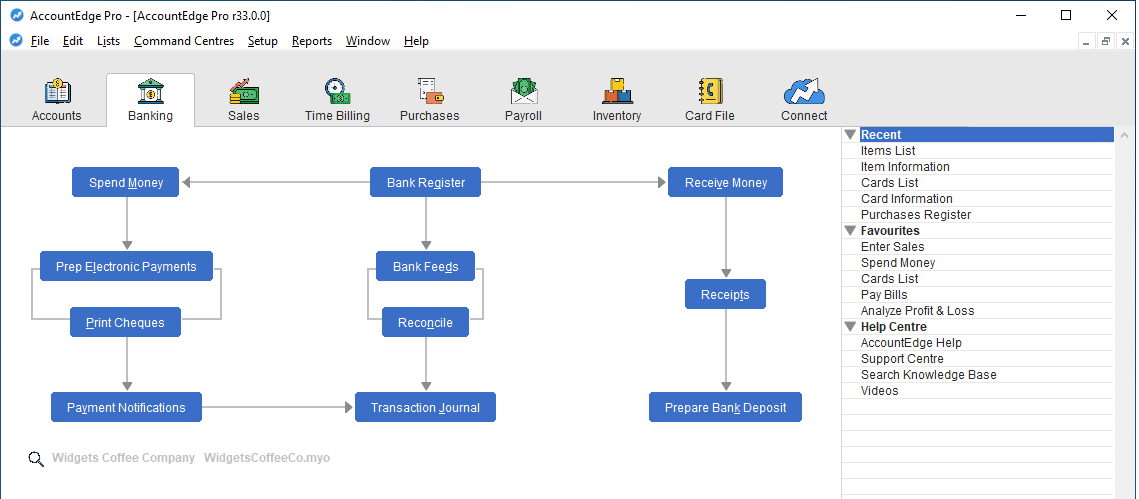 AccountEdge Pro - [AccountEdge Pro r33.0.0]
File Edit Lists Command Centres Setup Reports Window Help
Accounts Banking Sales Time Billing Purchases Payroll Inventory Card File Connect
Spend Money Bank Register Receive Money
Prep Electronic Payments Bank Feeds
Receipts
Print Cheques Reconcile
Payment Notifications Transaction Journal Prepare Bank Deposit
Widgets Coffee Company WidgetsCoffeeCo.myo
Recent
Items List
Item Information
Cards List
Card Information
Purchases Register
Favourites
Enter Sales
Spend Money
Cards List
Pay Bills
Analyze Profit & Loss
Help Centre
AccountEdge Help
Support Centre
Search Knowledge Base
Videos